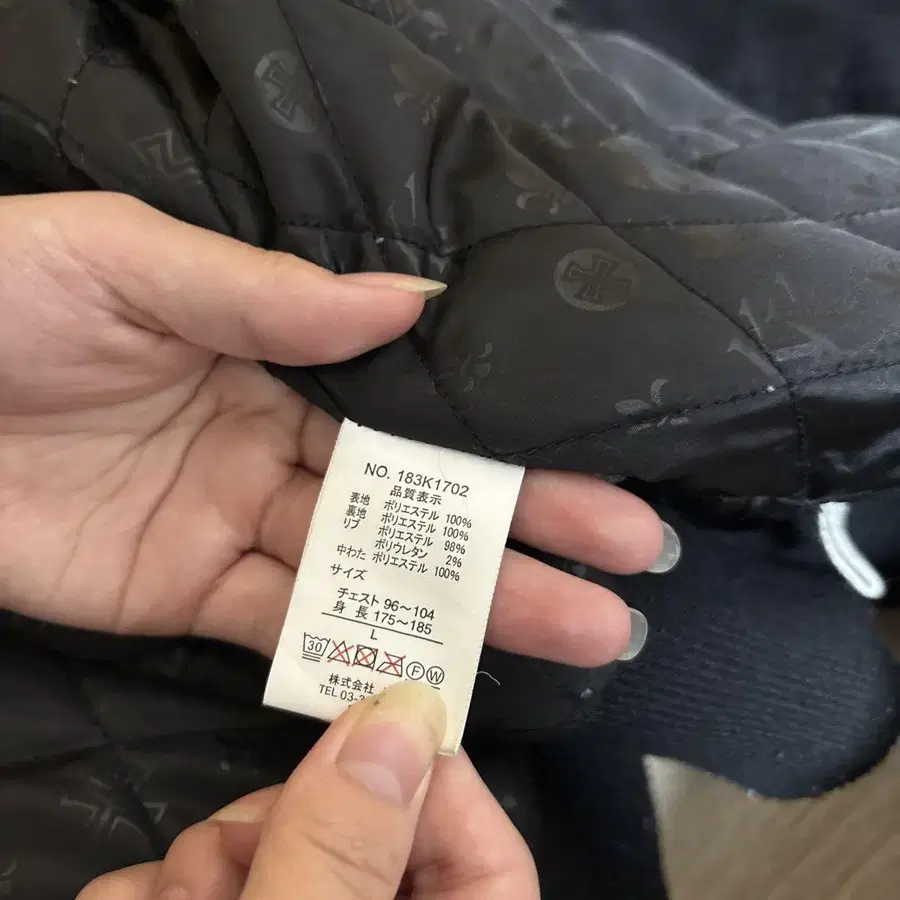 NO. 183K1702
品質表示
表地 ポリエステル 100%
裏地 ポリエステル 100%
リブ ポリエステル 98%
ポリウレタン 2%
中わた ポリエステル 100%
サイズ
チェスト 96～104
身 長 175～185
L
30 F W
株式会社
TEL 03-3